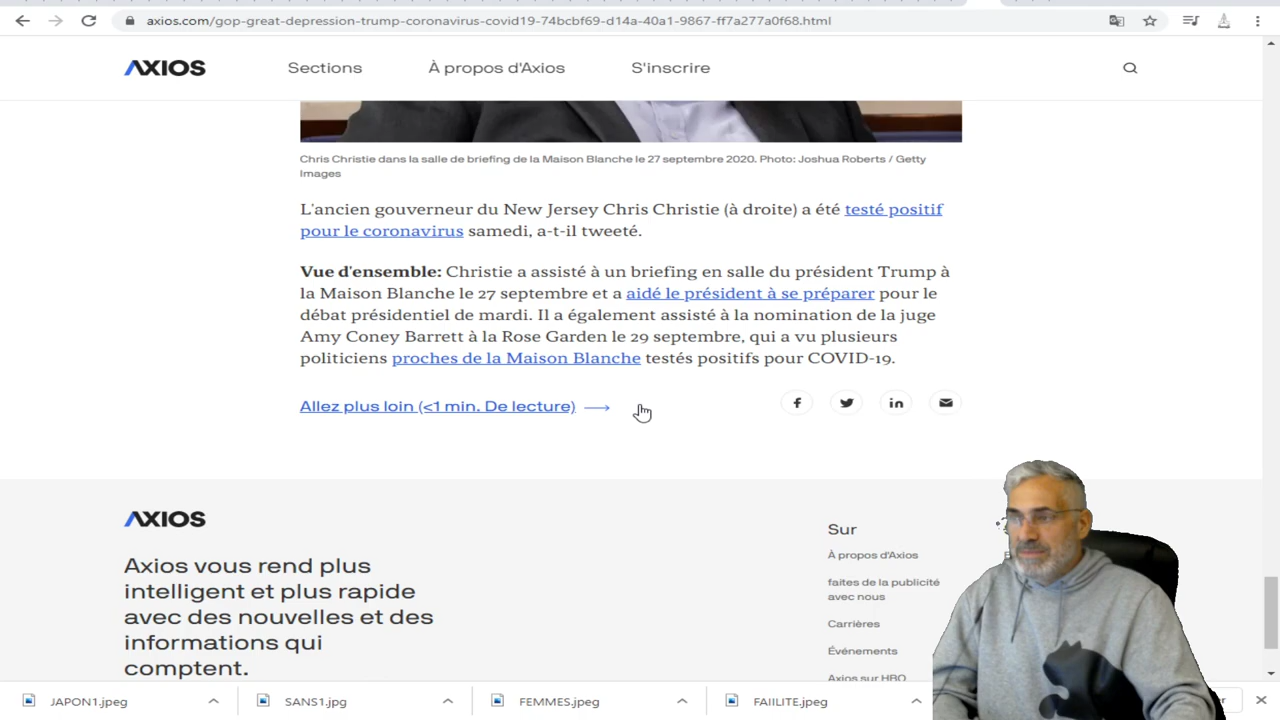 axios.com/gop-great-depression-trump-coronavirus-covid19-74bcbf69-d14a-40a1-9867-ff7a277a0f68.html
AXIOS Sections À propos d'Axios S'inscrire
Chris Christie dans la salle de briefing de la Maison Blanche le 27 septembre 2020. Photo: Joshua Roberts / Getty
Images
L'ancien gouverneur du New Jersey Chris Christie (à droite) a été testé positif
pour le coronavirus samedi, a-t-il tweeté.
Vue d'ensemble: Christie a assisté à un briefing en salle du président Trump à
la Maison Blanche le 27 septembre et a aidé le président à se préparer pour le
débat présidentiel de mardi. Il a également assisté à la nomination de la juge
Amy Coney Barrett à la Rose Garden le 29 septembre, qui a vu plusieurs
politiciens proches de la Maison Blanche testés positifs pour COVID-19.
Allez plus loin (<1 min. De lecture)
AXIOS
Axios vous rend plus
intelligent et plus rapide
avec des nouvelles et des
informations qui
comptent.
Sur
À propos d'Axios
faites de la publicité
avec nous
Carrières
Événements
Axios sur HBO
JAPON1.jpeg SANS1.jpg FEMMES.jpeg FAIILITE.jpeg